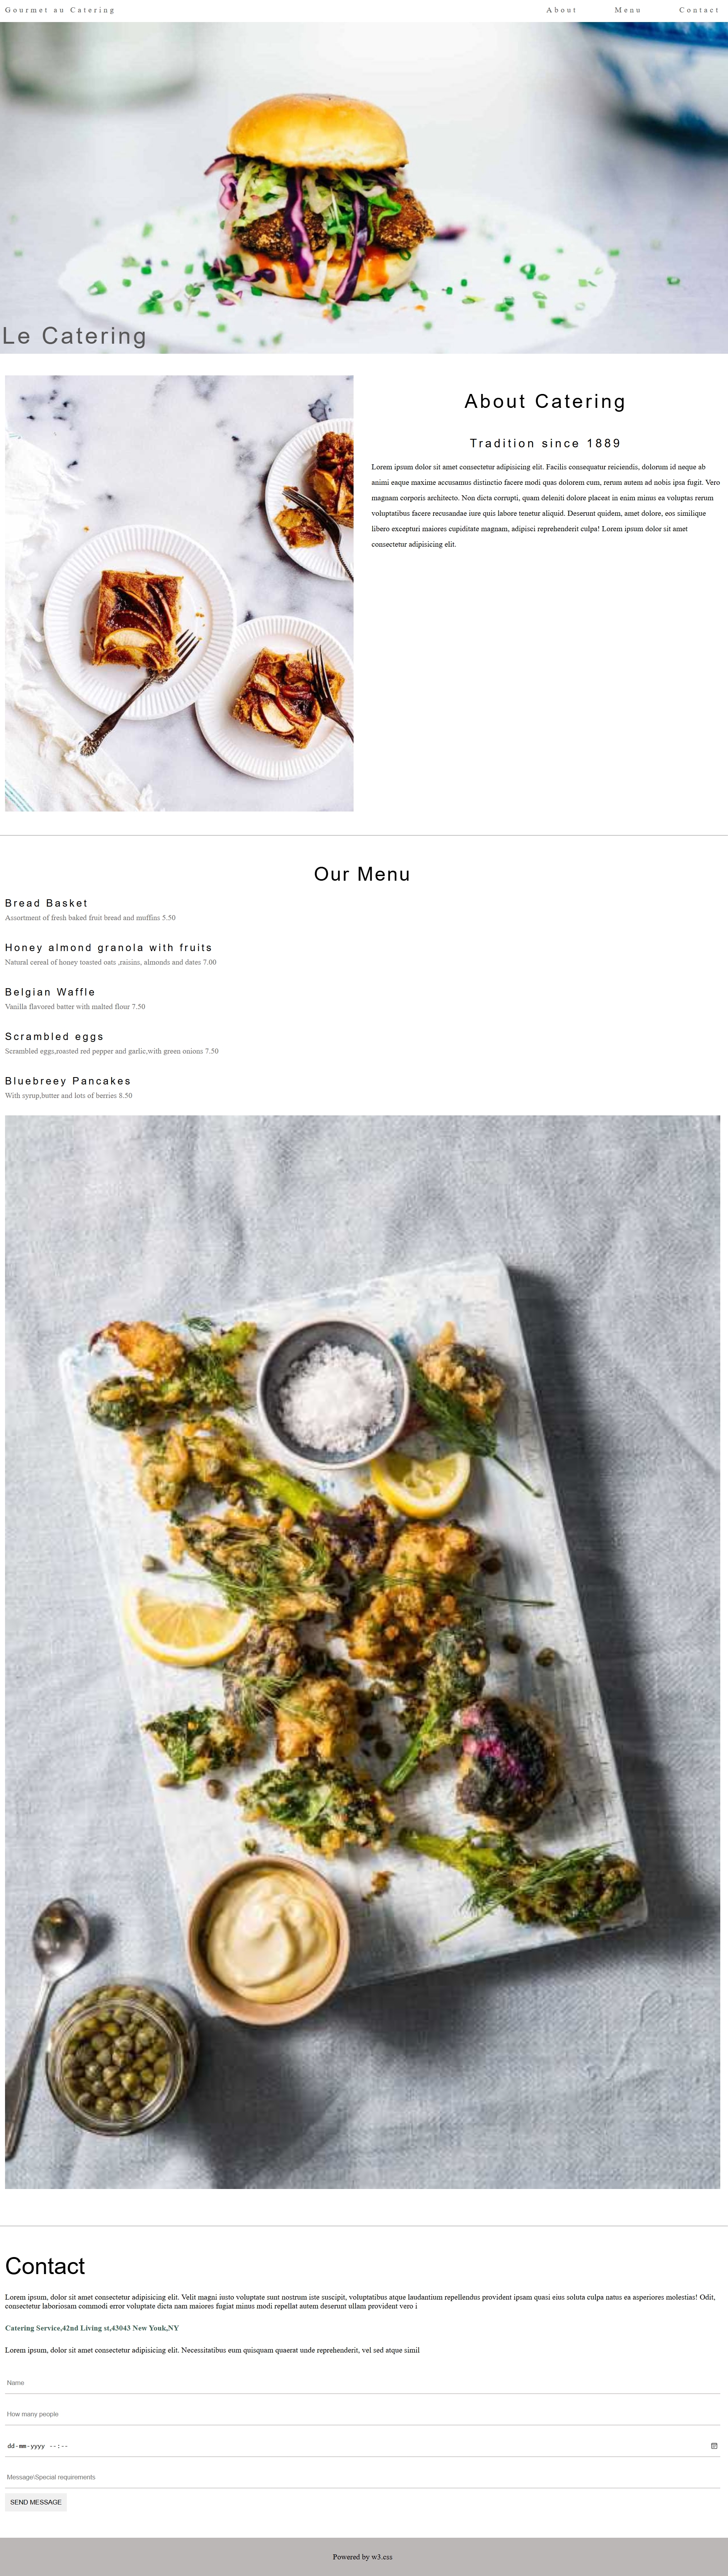 Gourmet au Catering
About Menu Contact
Le Catering
About Catering
Tradition since 1889
Lorem ipsum dolor sit amet consectetur adipisicing elit. Facilis consequatur reiciendis, dolorum id neque ab
animi eaque maxime accusamus distinctio facere modi quas dolorem cum, rerum autem ad nobis ipsa fugit. Vero
magnam corporis architecto. Non dicta corrupti, quam deleniti dolore placeat in enim minus ea voluptas rerum
voluptatibus facere recusandae iure quis labore tenetur aliquid. Deserunt quidem, amet dolore, eos similique
libero excepturi maiores cupiditate magnam, adipisci reprehenderit culpa! Lorem ipsum dolor sit amet
consectetur adipisicing elit.
Our Menu
Bread Basket
Assortment of fresh baked fruit bread and muffins 5.50
Honey almond granola with fruits
Natural cereal of honey toasted oats ,raisins, almonds and dates 7.00
Belgian Waffle
Vanilla flavored batter with malted flour 7.50
Scrambled eggs
Scrambled eggs,roasted red pepper and garlic,with green onions 7.50
Bluebreey Pancakes
With syrup,butter and lots of berries 8.50
Contact
Lorem ipsum, dolor sit amet consectetur adipisicing elit. Velit magni iusto voluptate sunt nostrum iste suscipit, voluptatibus atque laudantium repellendus provident ipsam quasi eius soluta culpa natus ea asperiores molestias! Odit,
consectetur laboriosam commodi error voluptate dicta nam maiores fugiat minus modi repellat autem deserunt ullam provident vero i
Catering Service,42nd Living st,43043 New Youk,NY
Lorem ipsum, dolor sit amet consectetur adipisicing elit. Necessitatibus eum quisquam quaerat unde reprehenderit, vel sed atque simil
Name
How many people
dd-mm-yyyy --:--
Message\Special requirements
SEND MESSAGE
Powered by w3.css